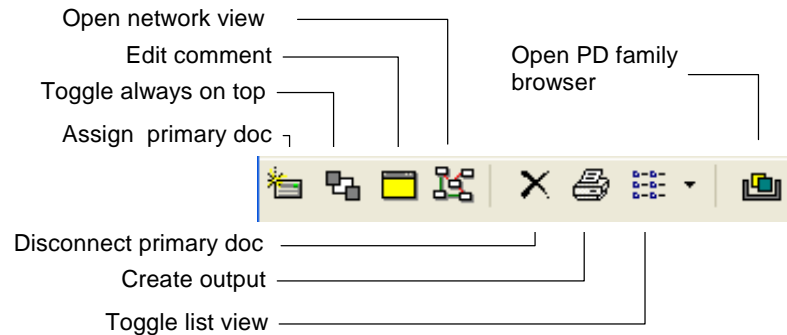 Open network view
Edit comment
Toggle always on top
Assign primary doc
Open PD family
browser
Disconnect primary doc
Create output
Toggle list view